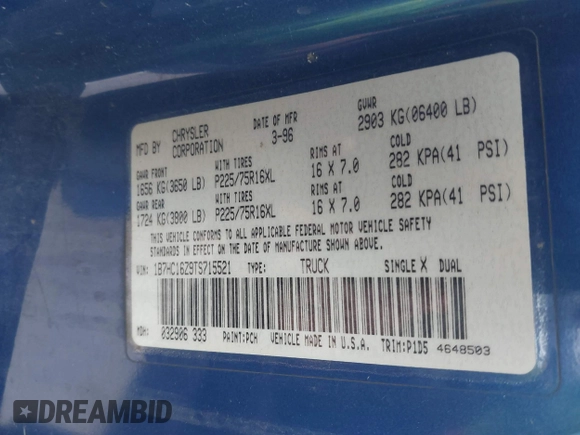 MFD BY CHRYSLER CORPORATION DATE OF MFR 3-96 GVWR 2903 KG(06400 LB)
GAWR FRONT WITH TIRES RIMS AT COLD
1656 KG(3650 LB) P225/75R16XL 16 X 7.0 282 KPA(41 PSI)
GAWR REAR WITH TIRES RIMS AT COLD
1724 KG(3800 LB) P225/75R16XL 16 X 7.0 282 KPA(41 PSI)
THIS VEHICLE CONFORMS TO ALL APPLICABLE FEDERAL MOTOR VEHICLE SAFETY
STANDARDS IN EFFECT ON THE DATE OF MANUFACTURE SHOWN ABOVE.
VIN: 1B7HC16Z9TS715521 TYPE: TRUCK SINGLE X DUAL
MDH: 032906 333 PAINT:PCH VEHICLE MADE IN U.S.A. TRIM:P1D5 4648503
DREAMBID